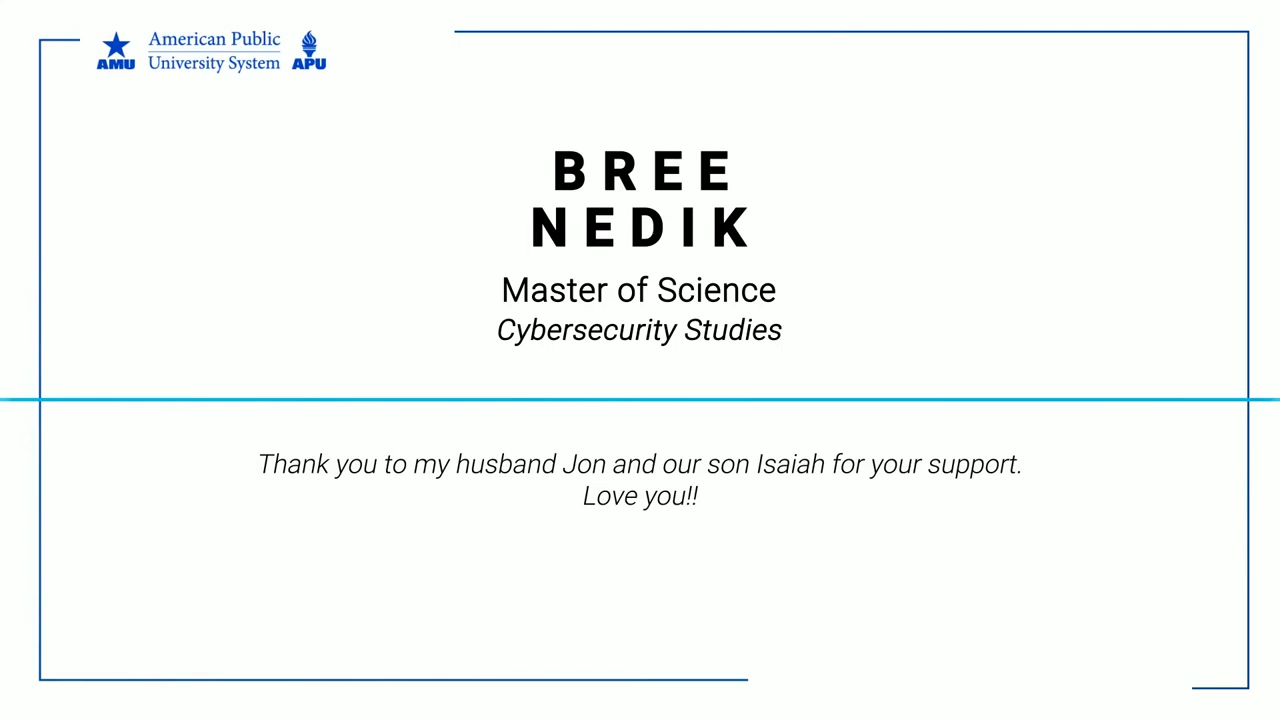 AMU
American Public
University System
APU
BREE
NEDIK
Master of Science
Cybersecurity Studies
Thank you to my husband Jon and our son Isaiah for your support.
Love you!!